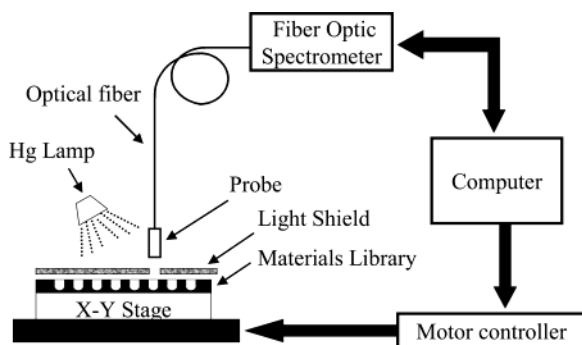 Fiber Optic
Spectrometer
Optical fiber
Hg Lamp
Probe
Computer
Light Shield
Materials Library
X-Y Stage
Motor controller